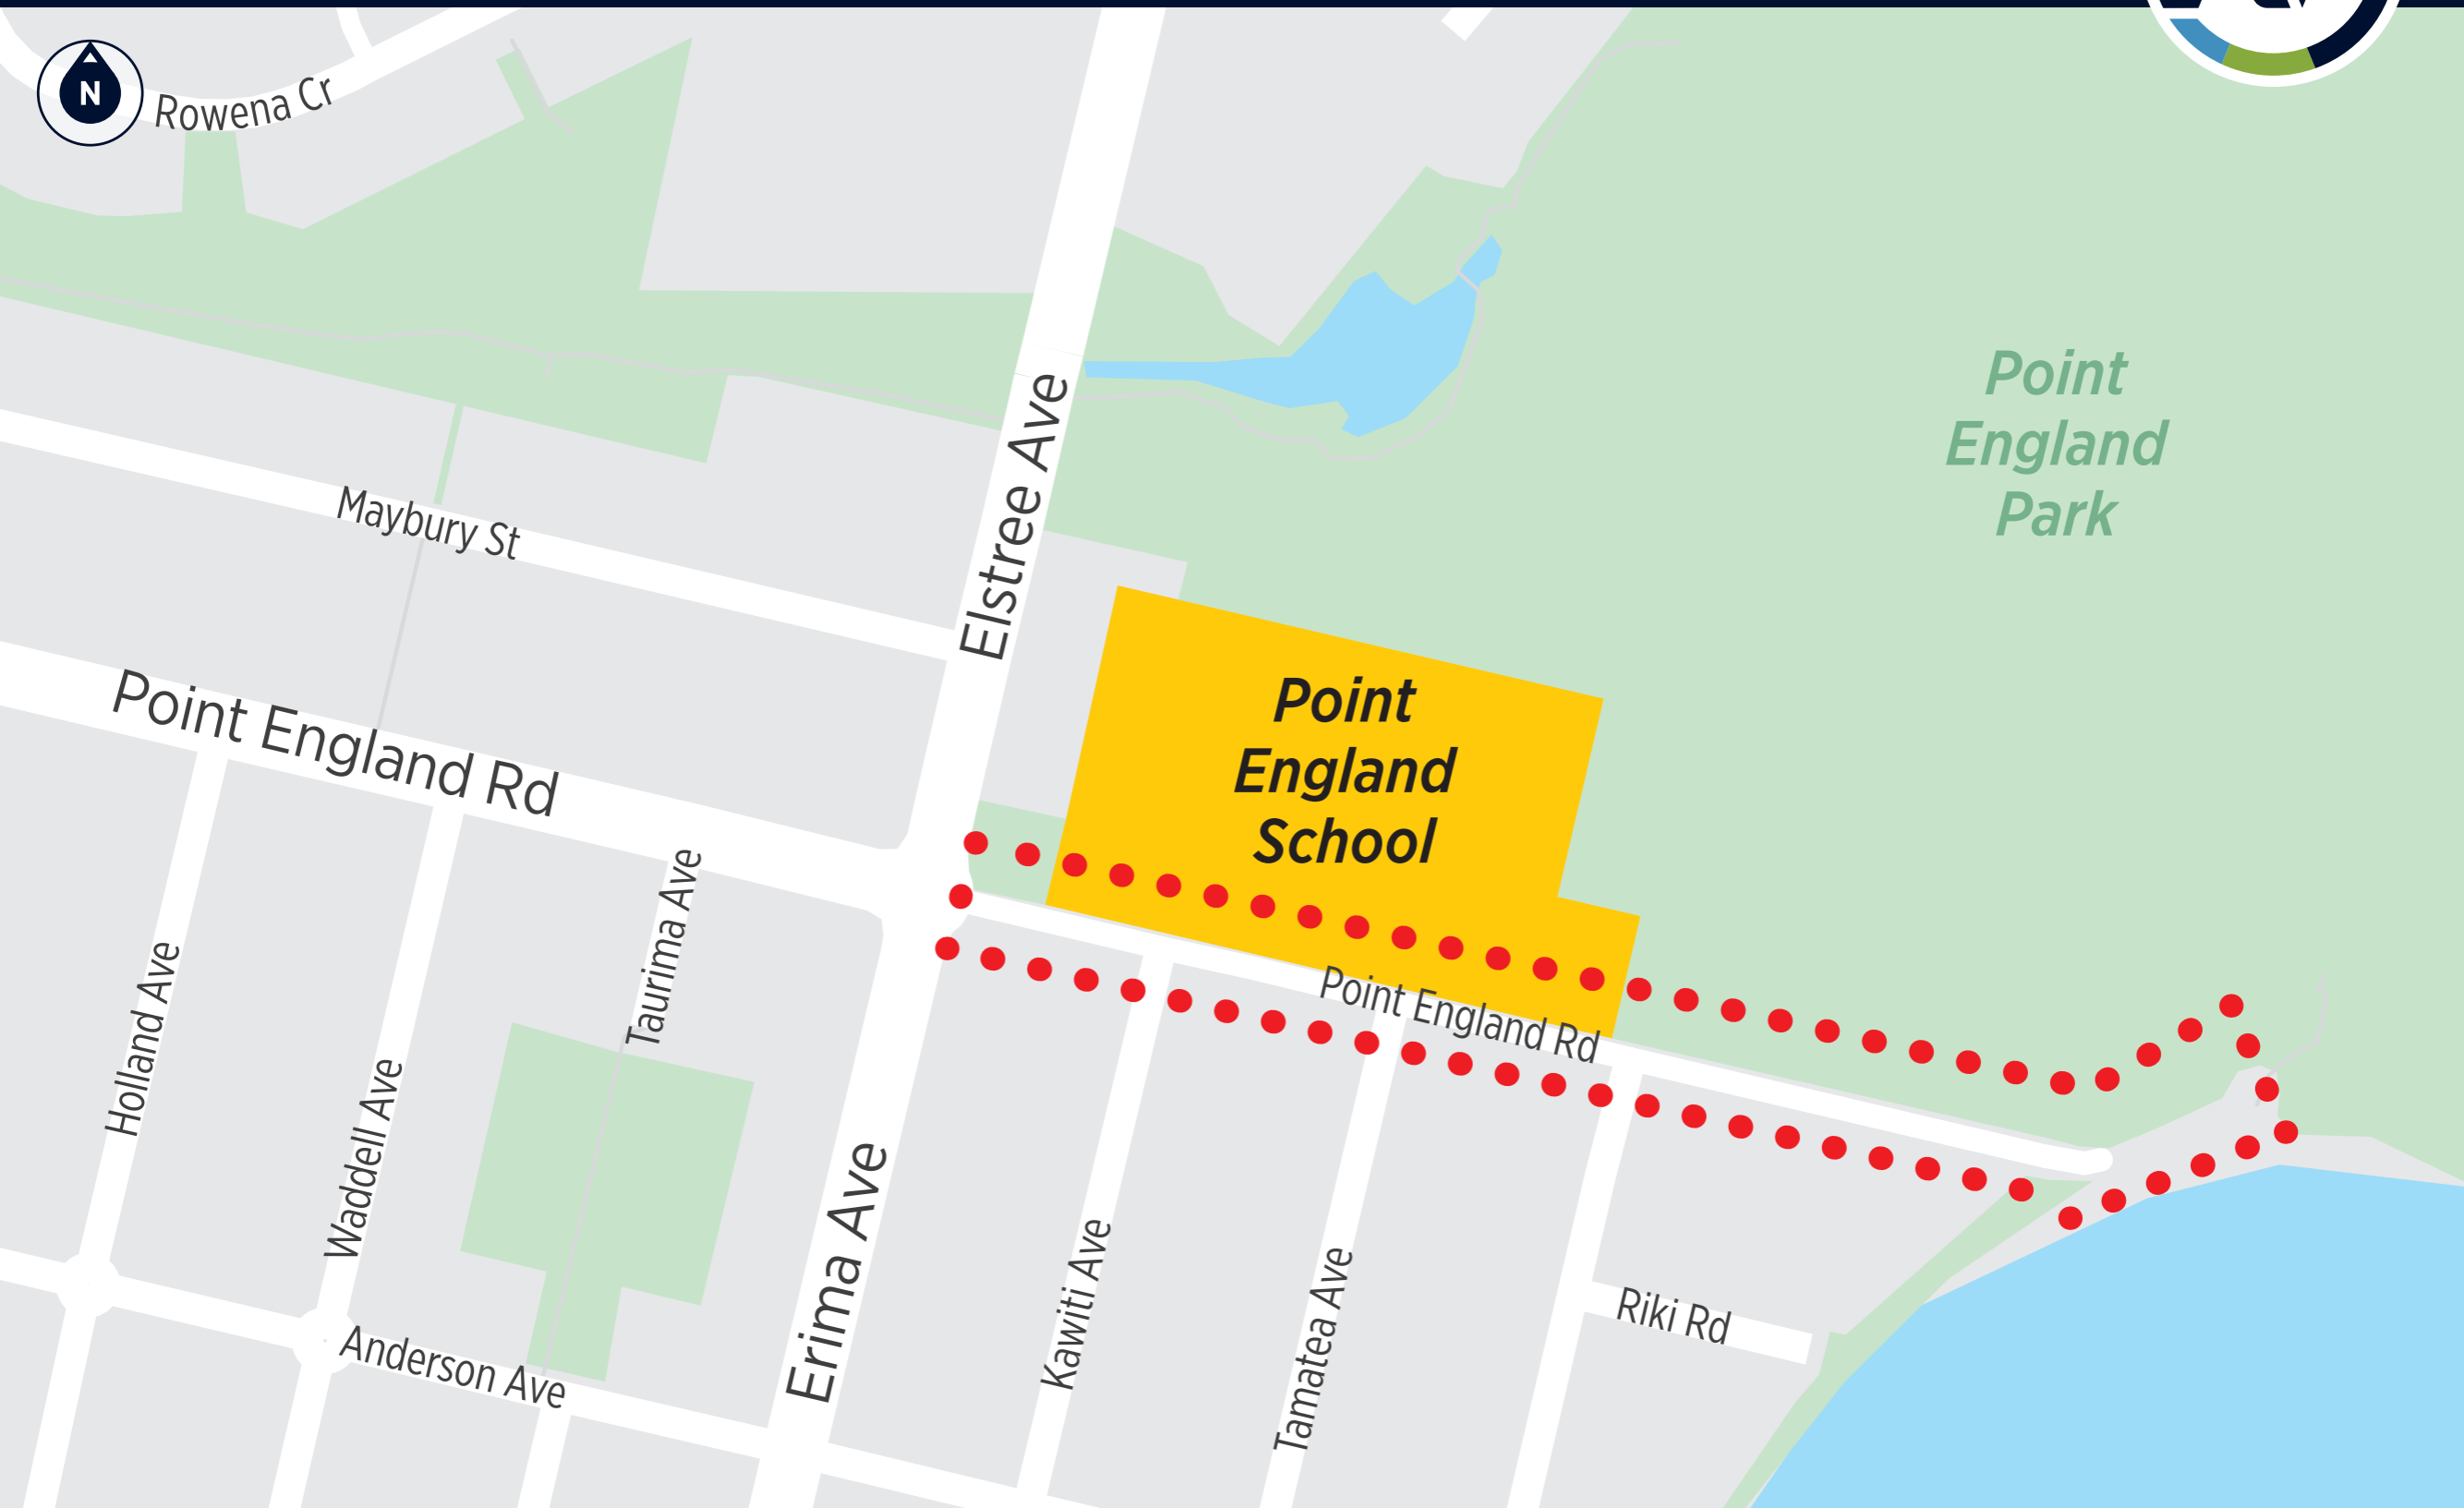 N
Rowena Cr
Point
England
Park
Elstree Ave
Maybury St
Point England Rd
Point
England
School
Taurima Ave
Holland Ave
Point England Rd
Waddell Ave
Erima Ave
Kawiti Ave
Tamatea Ave
Riki Rd
Anderson Ave